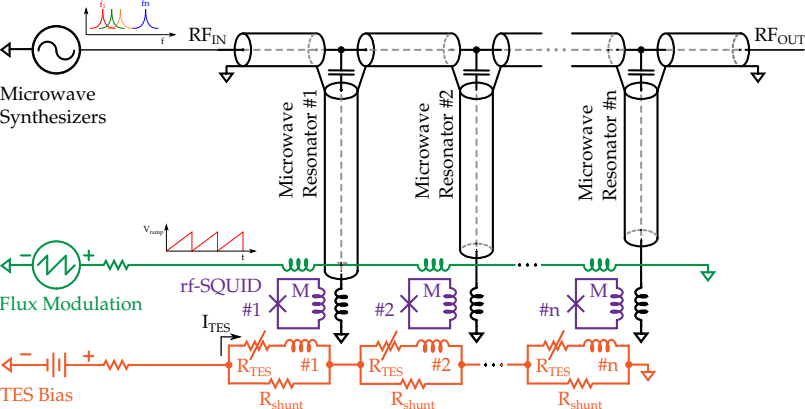 f₁ fn
f
RF_IN
RF_OUT
Microwave
Synthesizers
Microwave
Resonator #1
Microwave
Resonator #2
Microwave
Resonator #n
V_ramp
t
− +
Flux Modulation
rf-SQUID
#1
M
#2
M
#n
M
I_TES
− +
TES Bias
R_TES #1
R_shunt
R_TES #2
R_shunt
R_TES #n
R_shunt